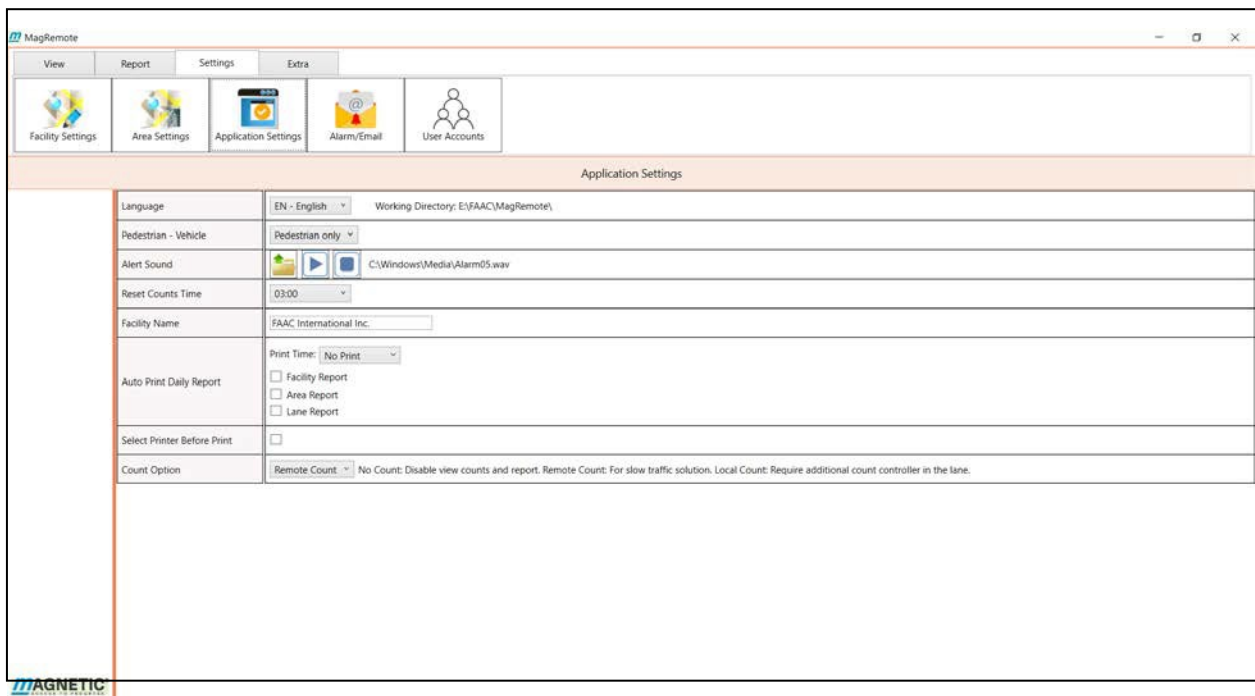 MagRemote
View Report Settings Extra
Facility Settings Area Settings Application Settings Alarm/Email User Accounts
Application Settings
Language EN - English Working Directory: E:\FAAC\MagRemote\
Pedestrian - Vehicle Pedestrian only
Alert Sound C:\Windows\Media\Alarm05.wav
Reset Counts Time 03:00
Facility Name FAAC International Inc.
Print Time: No Print
Auto Print Daily Report
Facility Report
Area Report
Lane Report
Select Printer Before Print
Count Option Remote Count No Count: Disable view counts and report. Remote Count: For slow traffic solution. Local Count: Require additional count controller in the lane.
MAGNETIC